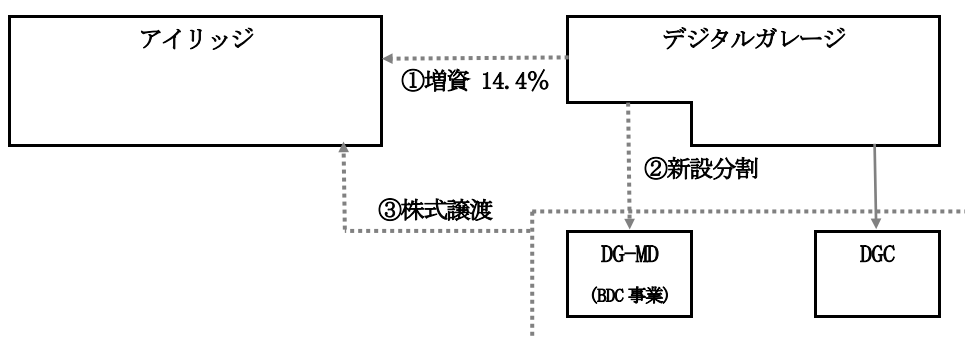 アイリッジ
デジタルガレージ
①増資 14.4%
②新設分割
③株式譲渡
DG-MD
(BDC 事業)
DGC